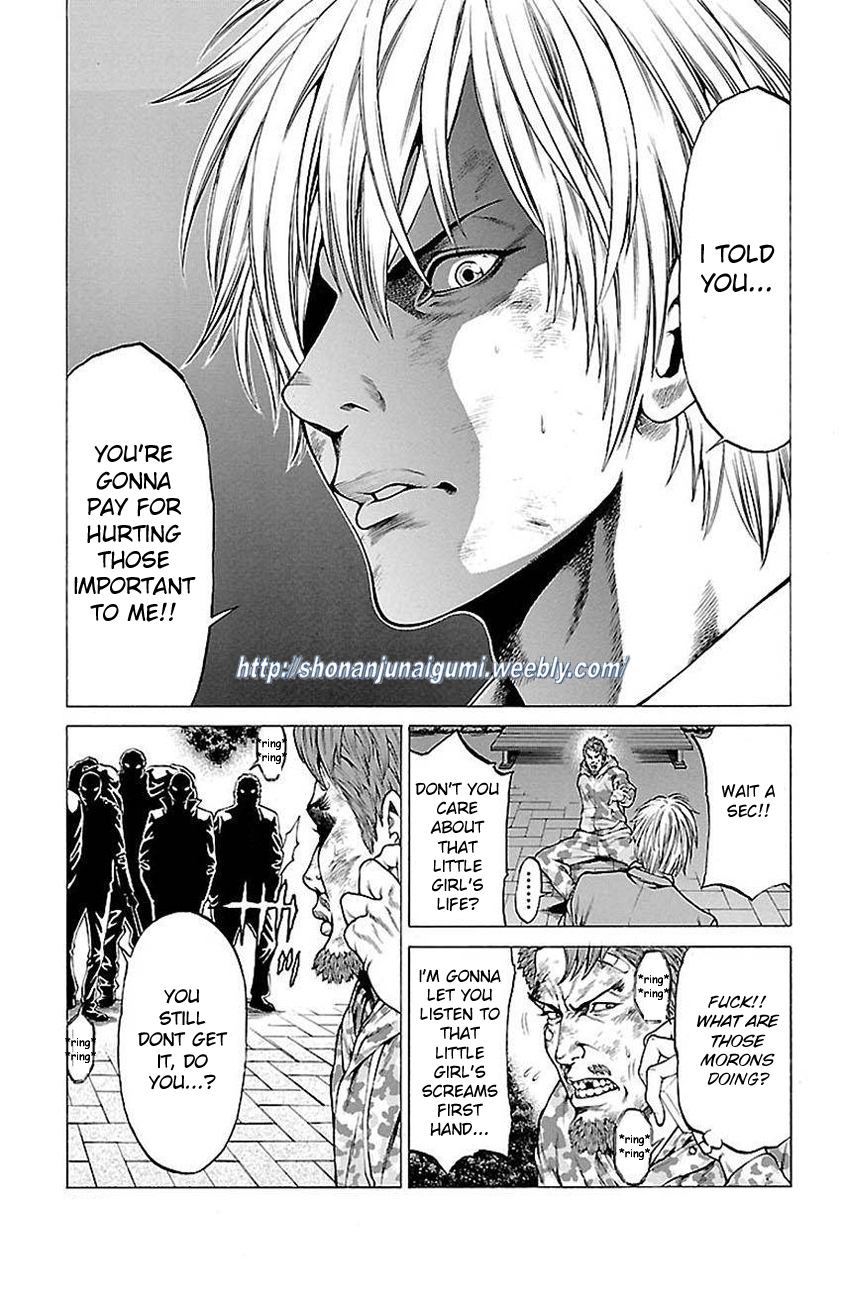 I TOLD
YOU...
YOU'RE
GONNA
PAY FOR
HURTING
THOSE
IMPORTANT
TO ME!!
http://shonanjunaigumi.weebly.com/
WAIT A
SEC!!
DON'T YOU
CARE
ABOUT
THAT
LITTLE
GIRL'S
LIFE?
......
FUCK!!
WHAT ARE
THOSE
MORONS
DOING?
*ring*
*ring*
I'M GONNA
LET YOU
LISTEN TO
THAT
LITTLE
GIRL'S
SCREAMS
FIRST
HAND...
*ring*
*ring*
*ring*
*ring*
YOU
STILL
DONT GET
IT, DO
YOU...?
*ring*
*ring*